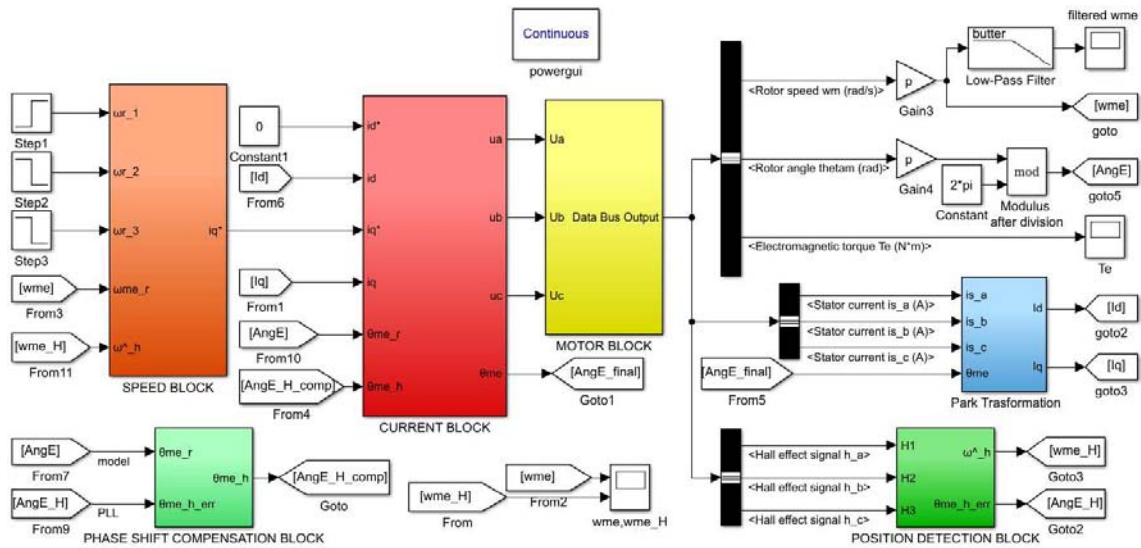 Continuous
powergui
filtered wme
butter
Low-Pass Filter
<Rotor speed wm (rad/s)>
p
Gain3
[wme]
goto
<Rotor angle thetam (rad)>
p
Gain4
2*pi
Constant
mod
Modulus
after division
[AngE]
goto5
<Electromagnetic torque Te (N*m)>
Te
Step1
Step2
Step3
[wme]
From3
[wme_H]
From11
ωr_1
ωr_2
ωr_3
ωme_r
ω^_h
iq*
SPEED BLOCK
0
Constant1
[Id]
From6
[Iq]
From1
[AngE]
From10
[AngE_H_comp]
From4
id*
id
iq*
iq
θme_r
θme_h
ua
ub
uc
θme
CURRENT BLOCK
Ua
Ub
Uc
Data Bus Output
MOTOR BLOCK
[AngE_final]
Goto1
<Stator current is_a (A)>
<Stator current is_b (A)>
<Stator current is_c (A)>
[AngE_final]
From5
is_a
is_b
is_c
θme
Id
Iq
Park Trasformation
[Id]
goto2
[Iq]
goto3
[AngE]
From7
model
[AngE_H]
From9
PLL
θme_r
θme_h_err
θme_h
[AngE_H_comp]
Goto
PHASE SHIFT COMPENSATION BLOCK
[wme]
From2
[wme_H]
From
wme,wme_H
<Hall effect signal h_a>
<Hall effect signal h_b>
<Hall effect signal h_c>
H1
H2
H3
ω^_h
θme_h_err
POSITION DETECTION BLOCK
[wme_H]
Goto3
[AngE_H]
Goto2